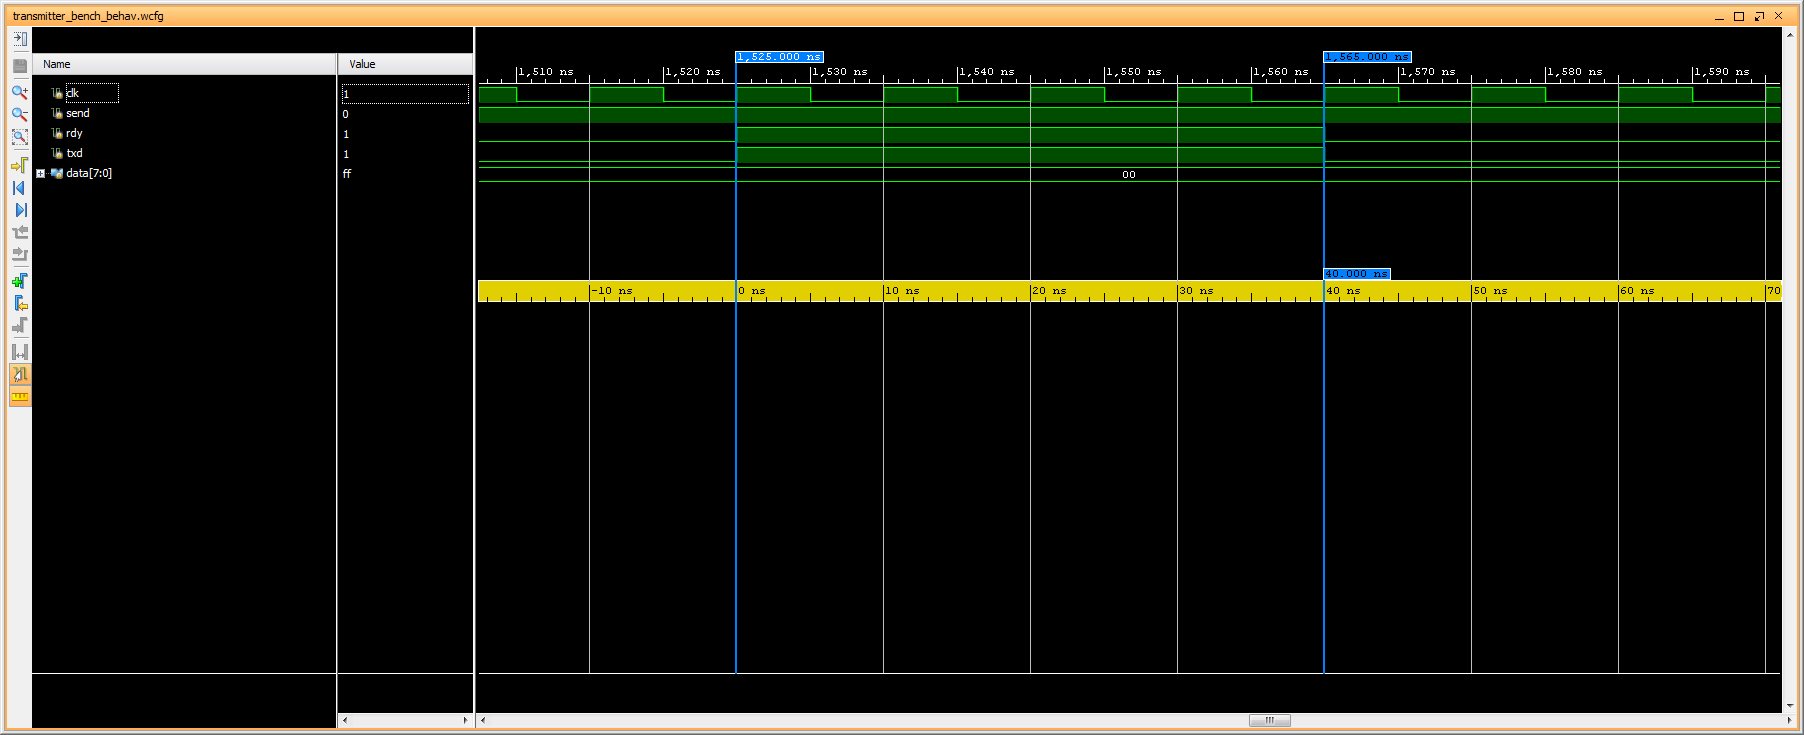 transmitter_bench_behav.wcfg
Name
Value
1,525.000 ns
1,565.000 ns
1,510 ns
1,520 ns
1,530 ns
1,540 ns
1,550 ns
1,560 ns
1,570 ns
1,580 ns
1,590 ns
clk
1
send
0
rdy
1
txd
1
data[7:0]
ff
00
40.000 ns
-10 ns
0 ns
10 ns
20 ns
30 ns
40 ns
50 ns
60 ns
70